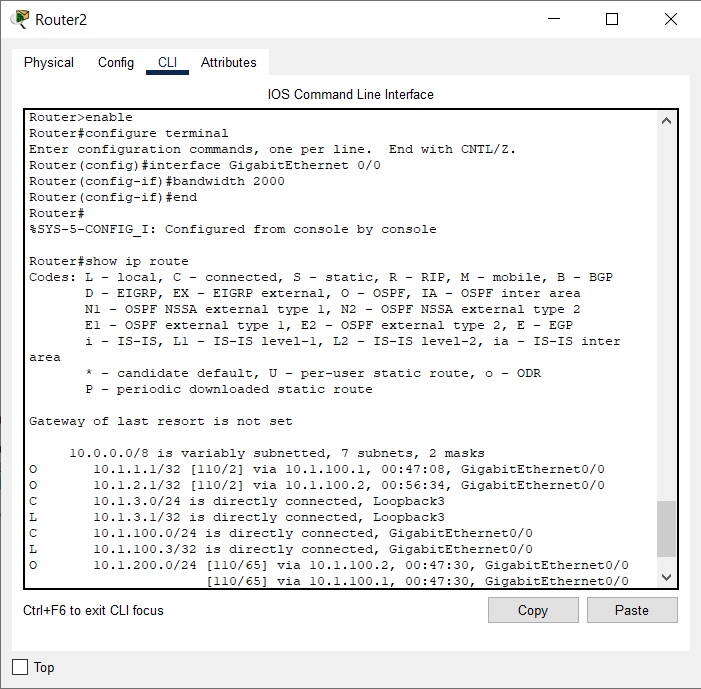 Router2
Physical Config CLI Attributes
IOS Command Line Interface
Router>enable
Router#configure terminal
Enter configuration commands, one per line.  End with CNTL/Z.
Router(config)#interface GigabitEthernet 0/0
Router(config-if)#bandwidth 2000
Router(config-if)#end
Router#
%SYS-5-CONFIG_I: Configured from console by console
Router#show ip route
Codes: L - local, C - connected, S - static, R - RIP, M - mobile, B - BGP
       D - EIGRP, EX - EIGRP external, O - OSPF, IA - OSPF inter area
       N1 - OSPF NSSA external type 1, N2 - OSPF NSSA external type 2
       E1 - OSPF external type 1, E2 - OSPF external type 2, E - EGP
       i - IS-IS, L1 - IS-IS level-1, L2 - IS-IS level-2, ia - IS-IS inter
area
       * - candidate default, U - per-user static route, o - ODR
       P - periodic downloaded static route
Gateway of last resort is not set
     10.0.0.0/8 is variably subnetted, 7 subnets, 2 masks
O       10.1.1.1/32 [110/2] via 10.1.100.1, 00:47:08, GigabitEthernet0/0
O       10.1.2.1/32 [110/2] via 10.1.100.2, 00:56:34, GigabitEthernet0/0
C       10.1.3.0/24 is directly connected, Loopback3
L       10.1.3.1/32 is directly connected, Loopback3
C       10.1.100.0/24 is directly connected, GigabitEthernet0/0
L       10.1.100.3/32 is directly connected, GigabitEthernet0/0
O       10.1.200.0/24 [110/65] via 10.1.100.2, 00:47:30, GigabitEthernet0/0
                      [110/65] via 10.1.100.1, 00:47:30, GigabitEthernet0/0
Ctrl+F6 to exit CLI focus
Copy Paste
Top